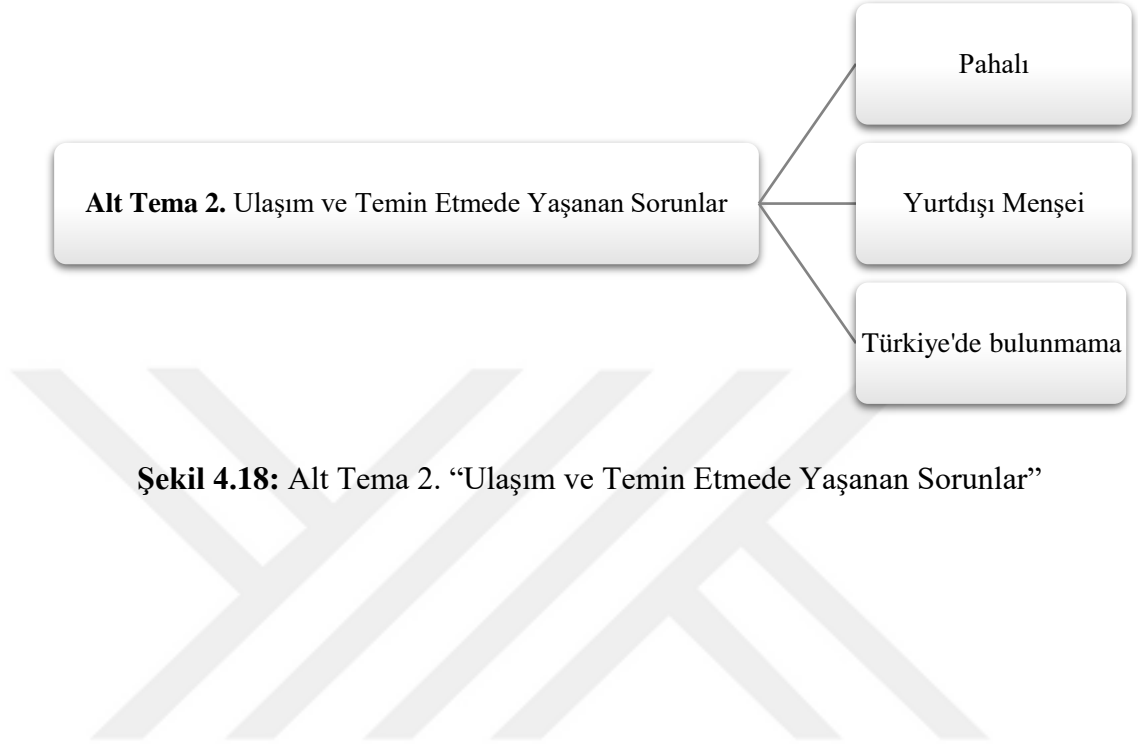 Pahalı
Alt Tema 2. Ulaşım ve Temin Etmede Yaşanan Sorunlar
Yurtdışı Menşei
Türkiye'de bulunmama
Şekil 4.18: Alt Tema 2. “Ulaşım ve Temin Etmede Yaşanan Sorunlar”